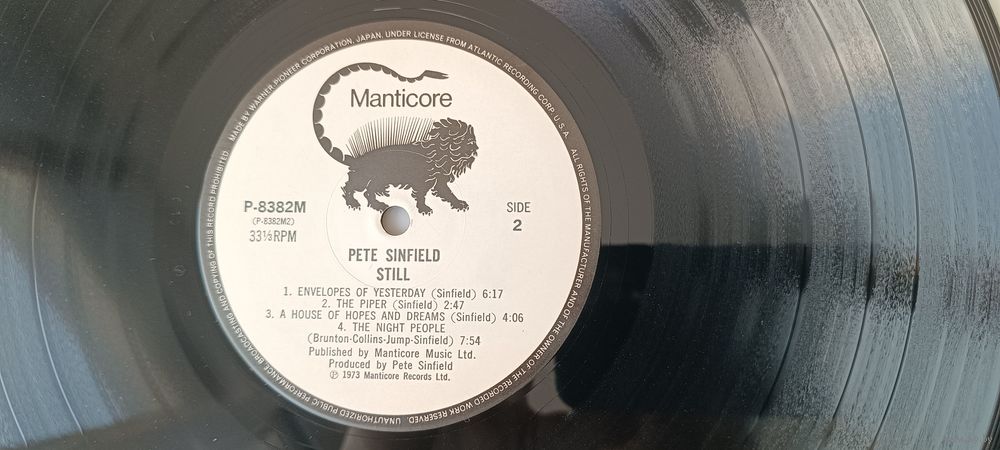 MADE BY WARNER-PIONEER CORPORATION, JAPAN, UNDER LICENSE FROM ATLANTIC RECORDING CORP U.S.A.
ALL RIGHTS OF THE MANUFACTURER AND OF THE OWNER OF THE RECORDED WORK RESERVED.
UNAUTHORIZED PUBLIC PERFORMANCE BROADCASTING AND COPYING OF THIS RECORD PROHIBITED.
Manticore
P-8382M
(P-8382M2)
33⅓RPM
SIDE
2
PETE SINFIELD
STILL
1. ENVELOPES OF YESTERDAY (Sinfield) 6:17
2. THE PIPER (Sinfield) 2:47
3. A HOUSE OF HOPES AND DREAMS (Sinfield) 4:06
4. THE NIGHT PEOPLE
(Brunton-Collins-Jump-Sinfield) 7:54
Published by Manticore Music Ltd.
Produced by Pete Sinfield
℗ 1973 Manticore Records Ltd.